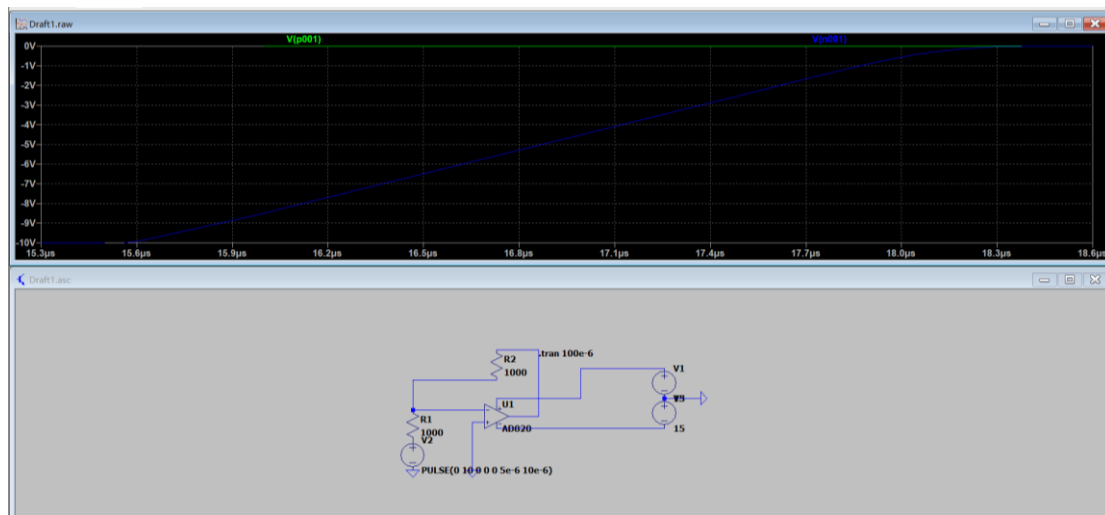 Draft1.raw
V(p001) V(n001)
0V
-1V
-2V
-3V
-4V
-5V
-6V
-7V
-8V
-9V
-10V
15.3µs 15.6µs 15.9µs 16.2µs 16.5µs 16.8µs 17.1µs 17.4µs 17.7µs 18.0µs 18.3µs 18.6µs
Draft1.asc
R2
1000
.tran 100e-6
V1
U1
R1
1000
AD820
15
V2
PULSE(0 10 0 0 0 5e-6 10e-6)